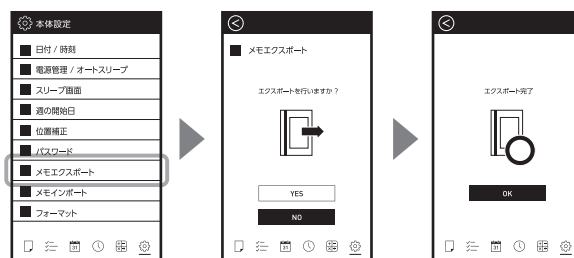 本体設定
日付 / 時刻
電源管理 / オートスリープ
スリープ画面
週の開始日
位置補正
パスワード
メモエクスポート
メモインポート
フォーマット
31
メモエクスポート
エクスポートを行いますか？
YES
NO
31
エクスポート完了
OK
31